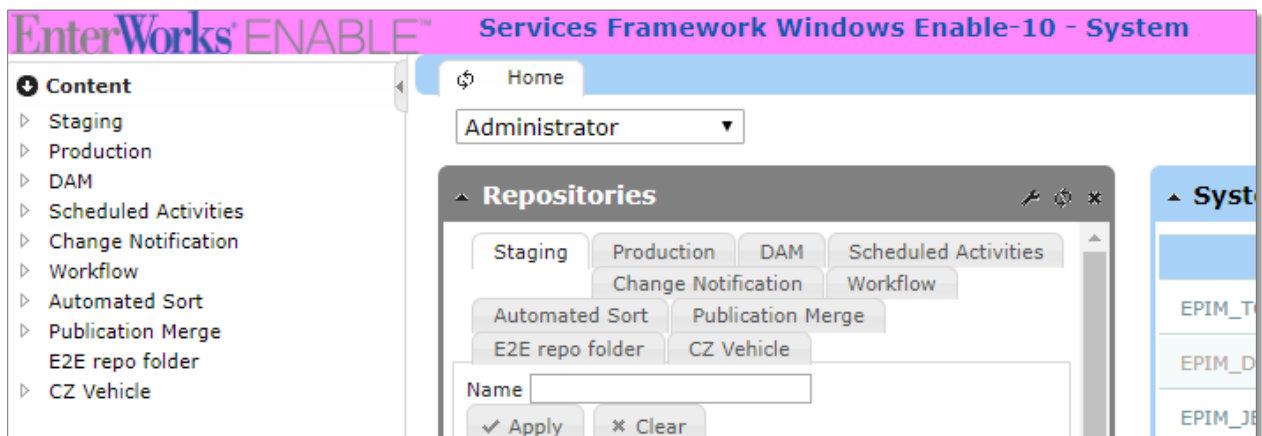 EnterWorks ENABLE™ Services Framework Windows Enable-10 - System
Content
Staging
Production
DAM
Scheduled Activities
Change Notification
Workflow
Automated Sort
Publication Merge
E2E repo folder
CZ Vehicle
Home
Administrator
Repositories
Staging Production DAM Scheduled Activities
Change Notification Workflow
Automated Sort Publication Merge
E2E repo folder CZ Vehicle
Name
Apply Clear